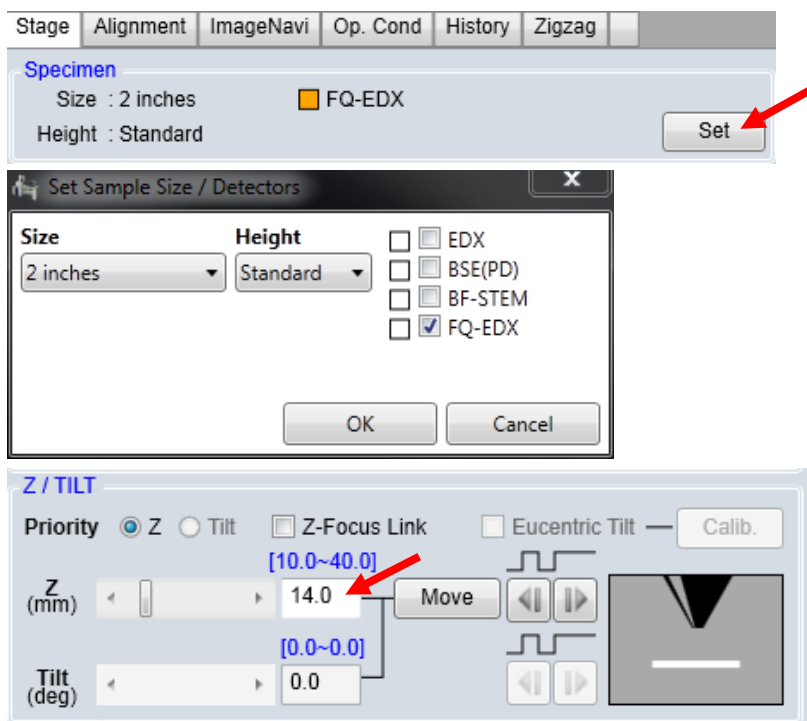 Stage Alignment ImageNavi Op. Cond History Zigzag
Specimen
Size : 2 inches FQ-EDX
Height : Standard
Set
Set Sample Size / Detectors x
Size Height EDX
2 inches Standard BSE(PD)
BF-STEM
FQ-EDX
OK Cancel
Z / TILT
Priority Z Tilt Z-Focus Link Eucentric Tilt Calib.
[10.0~40.0]
Z (mm) 14.0 Move
[0.0~0.0]
Tilt (deg) 0.0